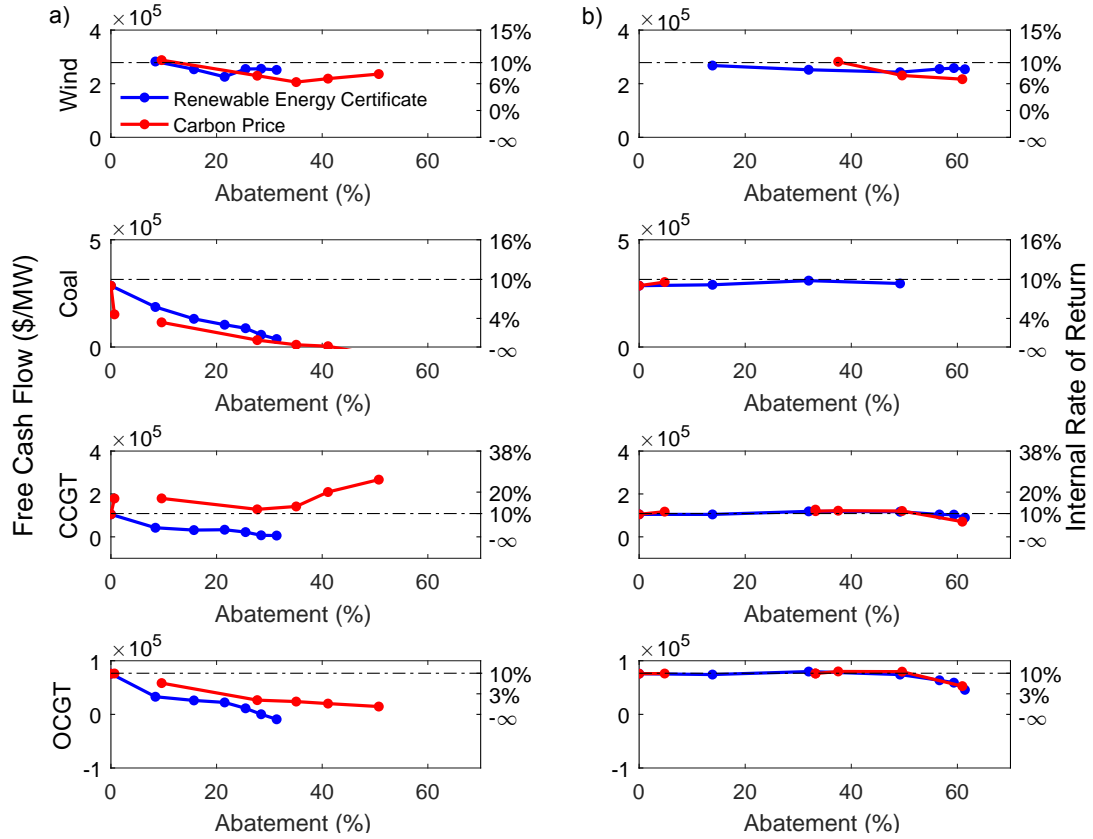 a)
b)
×10^5
4
2
0
Wind
15%
10%
6%
0%
-∞
Renewable Energy Certificate
Carbon Price
0 20 40 60
Abatement (%)
×10^5
4
2
0
15%
10%
6%
0%
-∞
0 20 40 60
Abatement (%)
×10^5
5
0
Coal
16%
10%
4%
-∞
0 20 40 60
Abatement (%)
×10^5
5
0
16%
10%
4%
-∞
0 20 40 60
Abatement (%)
Free Cash Flow ($/MW)
Internal Rate of Return
×10^5
4
2
0
CCGT
38%
20%
10%
-∞
0 20 40 60
Abatement (%)
×10^5
4
2
0
38%
20%
10%
-∞
0 20 40 60
Abatement (%)
×10^5
1
0
-1
OCGT
10%
3%
-∞
0 20 40 60
Abatement (%)
×10^5
1
0
-1
10%
3%
-∞
0 20 40 60
Abatement (%)